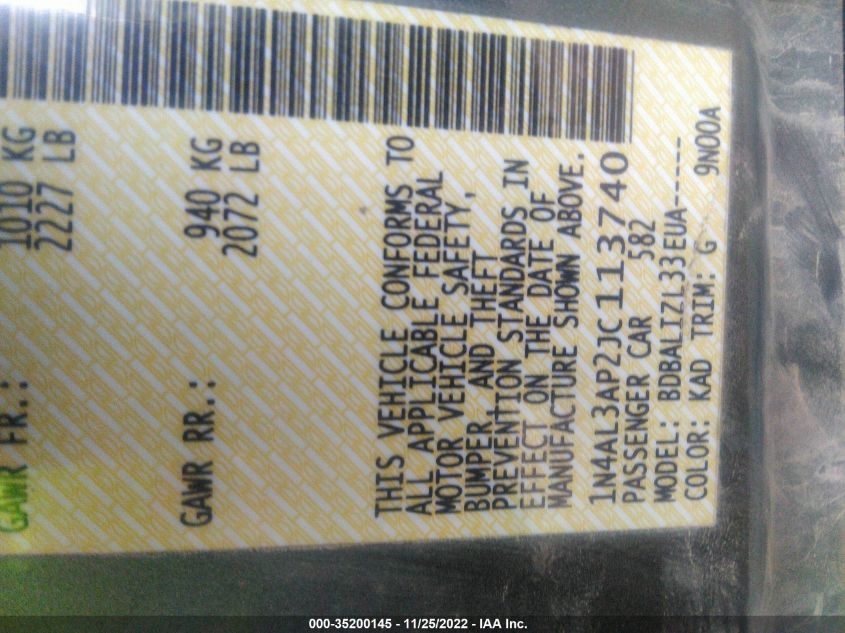 GAWR FR.: 1010 KG
2227 LB
GAWR RR.: 940 KG
2072 LB
THIS VEHICLE CONFORMS TO
ALL APPLICABLE FEDERAL
MOTOR VEHICLE SAFETY,
BUMPER, AND THEFT
PREVENTION STANDARDS IN
EFFECT ON THE DATE OF
MANUFACTURE SHOWN ABOVE.
1N4AL3AP2JC113740
PASSENGER CAR 582
MODEL: BDBALIZL33EUA-----
COLOR: KAD TRIM: G 9N00A
000-35200145 - 11/25/2022 - IAA Inc.